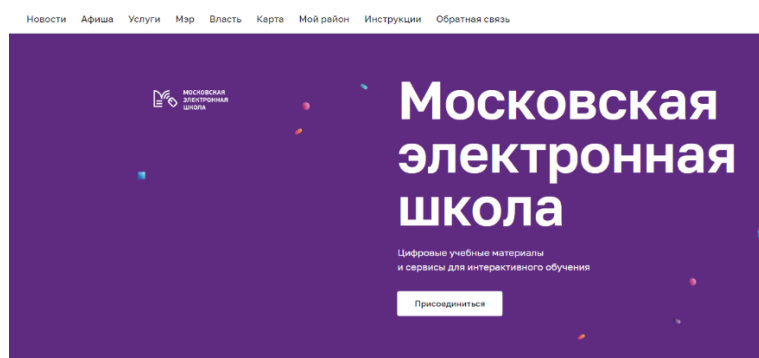 Новости Афиша Услуги Мэр Власть Карта Мой район Инструкции Обратная связь
МОСКОВСКАЯ
ЭЛЕКТРОННАЯ
ШКОЛА
Московская
электронная
школа
Цифровые учебные материалы
и сервисы для интерактивного обучения
Присоединиться